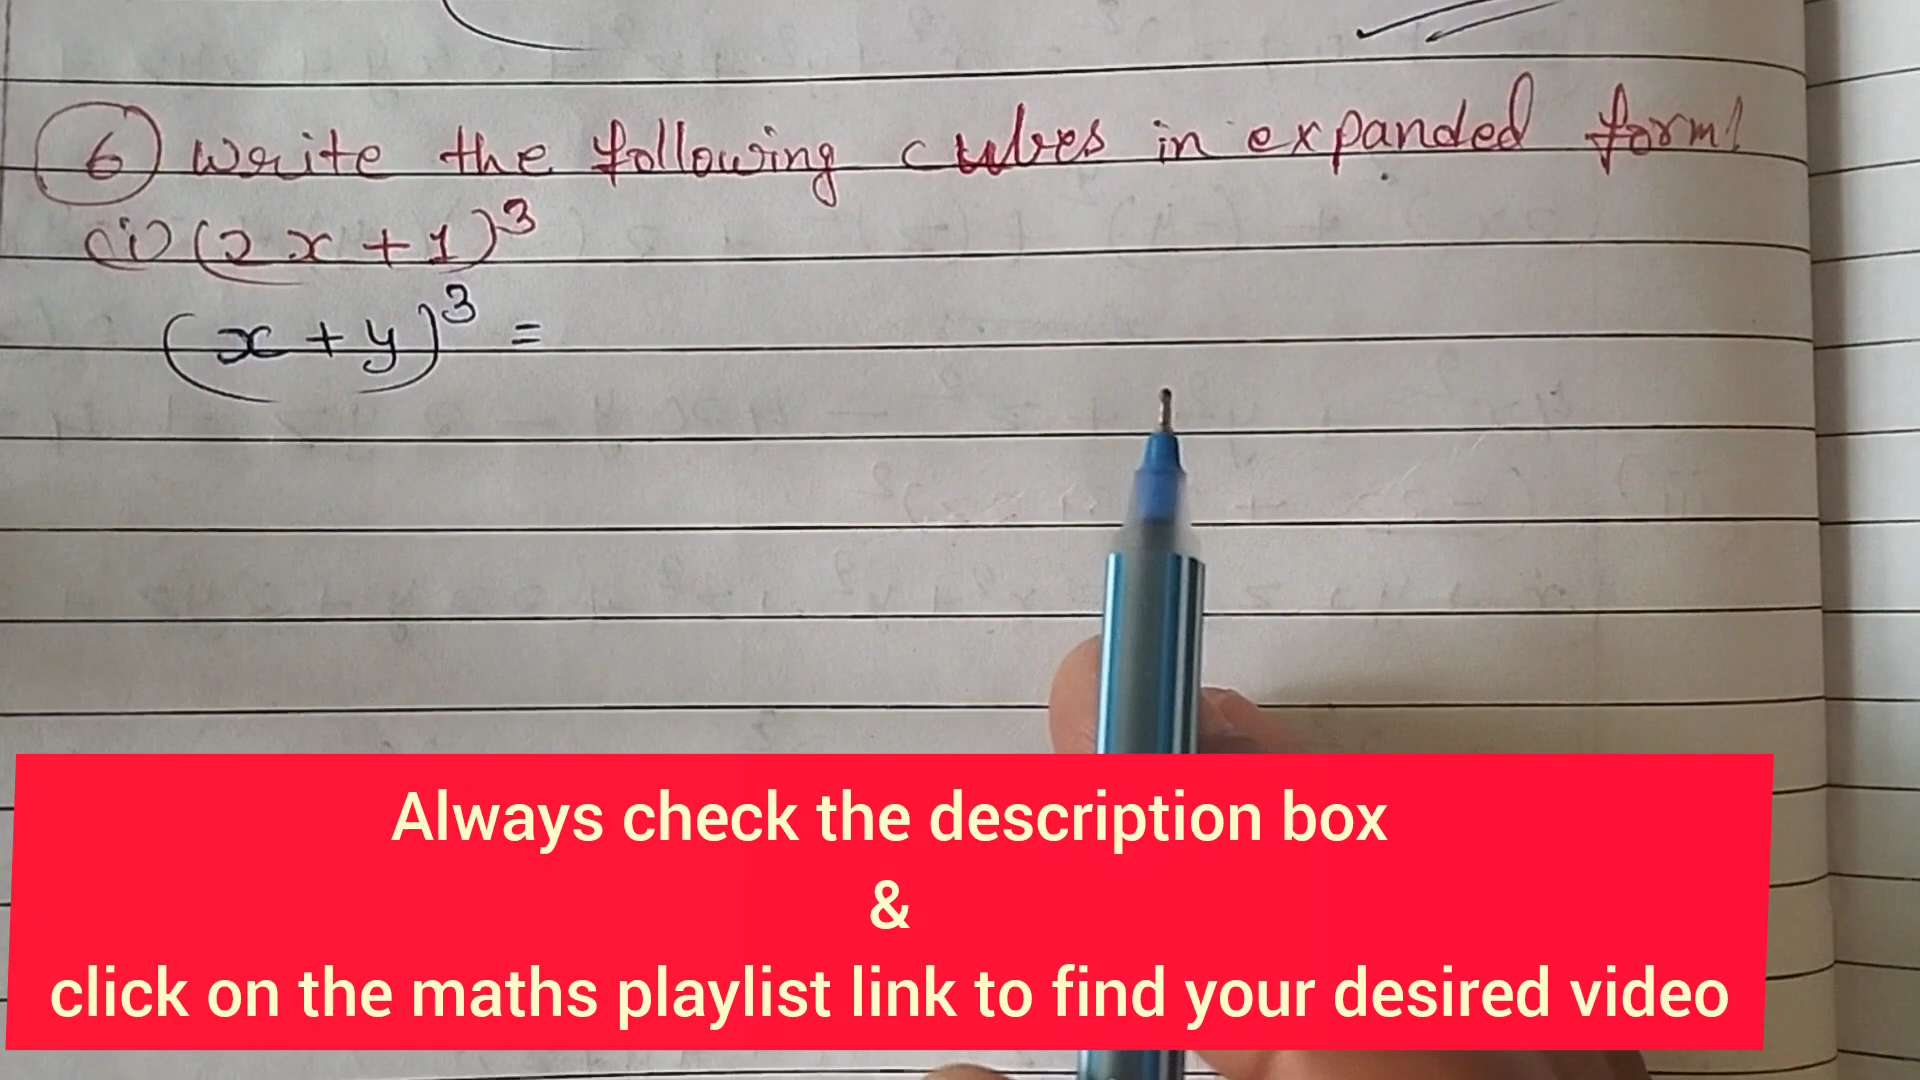 6 Write the following cubes in expanded form:
(i) (2x+1)³
(x+y)³ =
Always check the description box
&
click on the maths playlist link to find your desired video